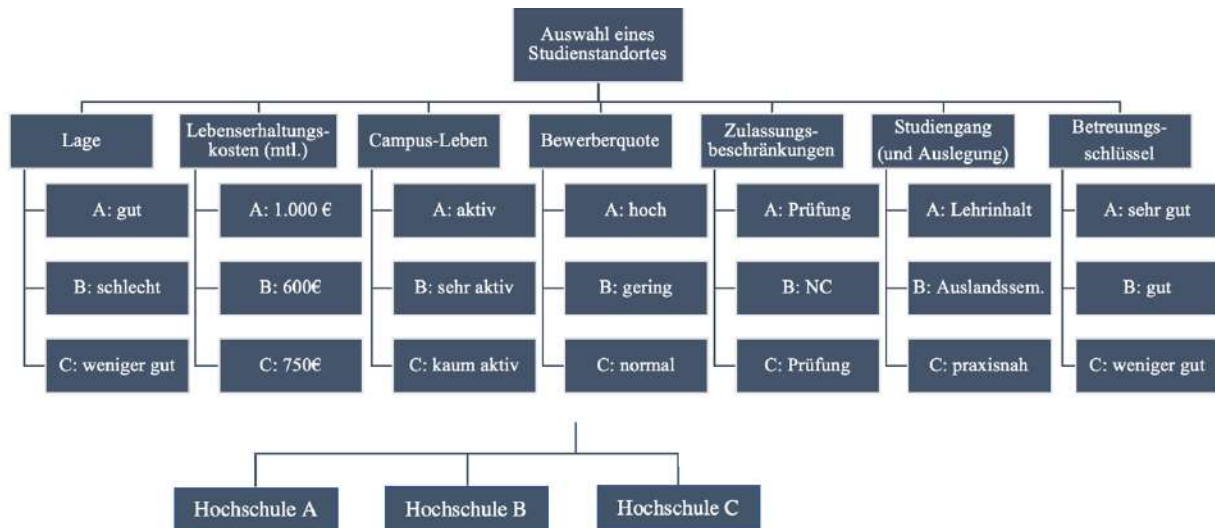 Auswahl eines
Studienstandortes
Lage
Lebenserhaltungs-
kosten (mtl.)
Campus-Leben
Bewerberquote
Zulassungs-
beschränkungen
Studiengang
(und Auslegung)
Betreuungs-
schlüssel
A: gut
A: 1.000 €
A: aktiv
A: hoch
A: Prüfung
A: Lehrinhalt
A: sehr gut
B: schlecht
B: 600€
B: sehr aktiv
B: gering
B: NC
B: Auslandssem.
B: gut
C: weniger gut
C: 750€
C: kaum aktiv
C: normal
C: Prüfung
C: praxisnah
C: weniger gut
Hochschule A
Hochschule B
Hochschule C